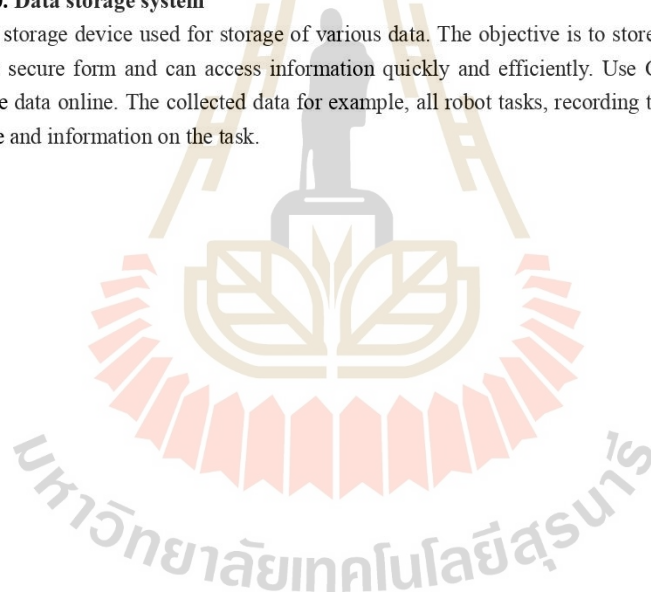 . Data storage system
storage device used for storage of various data. The objective is to store
secure form and can access information quickly and efficiently. Use
e data online. The collected data for example, all robot tasks, recording
e and information on the task.
มหาวิทยาลัยเทคโนโลยีสุรนารี